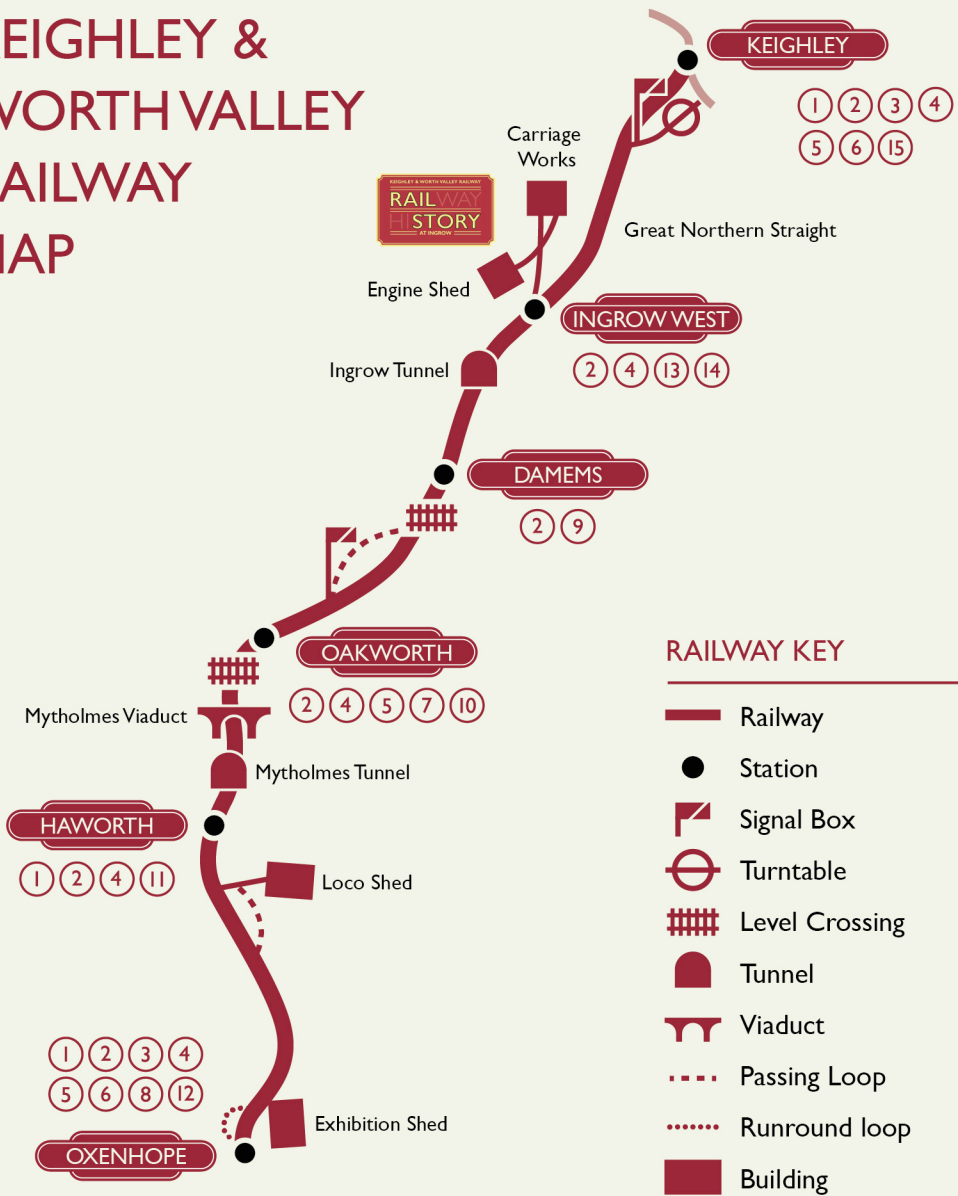 EIGHLEY &
WORTH VALLEY
AILWAY
MAP
KEIGHLEY
1 2 3 4
5 6 15
Carriage
Works
KEIGHLEY & WORTH VALLEY RAILWAY
RAILWAY
HISTORY
AT INGROW
Great Northern Straight
Engine Shed
INGROW WEST
2 4 13 14
Ingrow Tunnel
DAMEMS
2 9
OAKWORTH
2 4 5 7 10
Mytholmes Viaduct
Mytholmes Tunnel
HAWORTH
1 2 4 11
Loco Shed
1 2 3 4
5 6 8 12
Exhibition Shed
OXENHOPE
RAILWAY KEY
Railway
Station
Signal Box
Turntable
Level Crossing
Tunnel
Viaduct
Passing Loop
Runround loop
Building